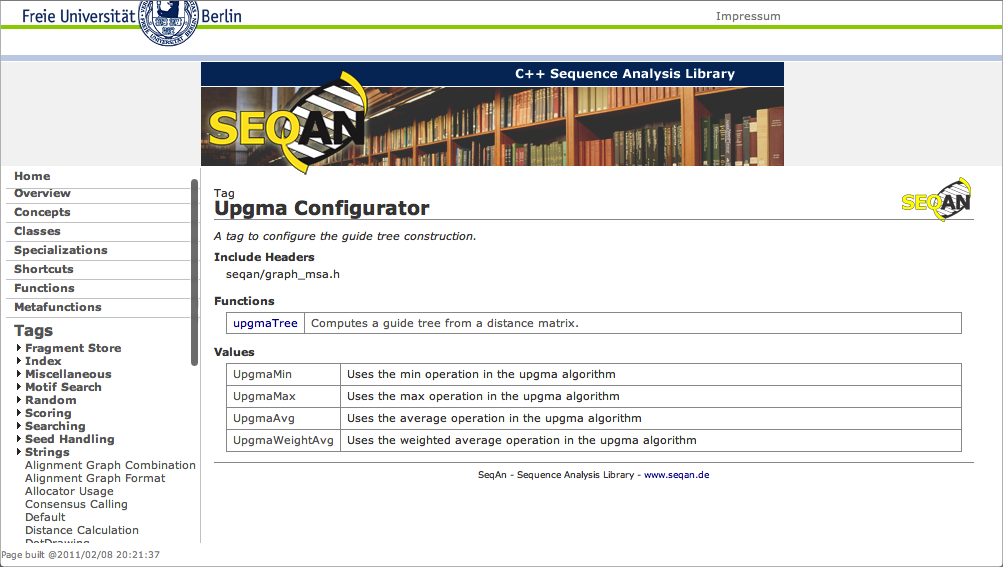 Freie Universität Berlin
Impressum
C++ Sequence Analysis Library
SEQAN
Home
Overview
Concepts
Classes
Specializations
Shortcuts
Functions
Metafunctions
Tags
Fragment Store
Index
Miscellaneous
Motif Search
Random
Scoring
Searching
Seed Handling
Strings
Alignment Graph Combination
Alignment Graph Format
Allocator Usage
Consensus Calling
Default
Distance Calculation
DotDrawing
Page built @2011/02/08 20:21:37
Tag
Upgma Configurator
SEQAN
A tag to configure the guide tree construction.
Include Headers
seqan/graph_msa.h
Functions
upgmaTree Computes a guide tree from a distance matrix.
Values
UpgmaMin Uses the min operation in the upgma algorithm
UpgmaMax Uses the max operation in the upgma algorithm
UpgmaAvg Uses the average operation in the upgma algorithm
UpgmaWeightAvg Uses the weighted average operation in the upgma algorithm
SeqAn - Sequence Analysis Library - www.seqan.de